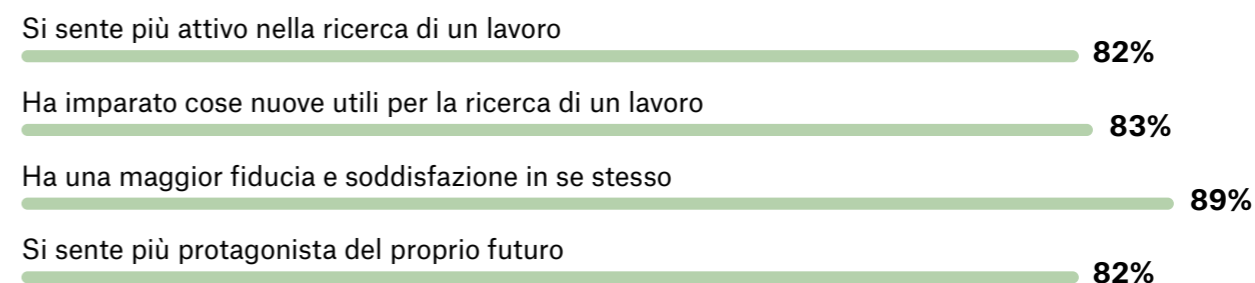 Si sente più attivo nella ricerca di un lavoro
82%
Ha imparato cose nuove utili per la ricerca di un lavoro
83%
Ha una maggior fiducia e soddisfazione in se stesso
89%
Si sente più protagonista del proprio futuro
82%